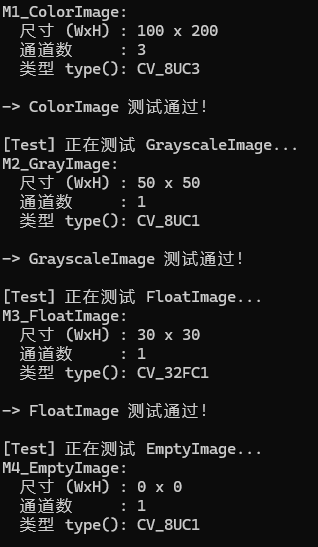 M1_ColorImage:
尺寸 (WxH) : 100 x 200
通道数 : 3
类型 type(): CV_8UC3
—> ColorImage 测试通过!
[Test] 正在测试 GrayscaleImage...
M2_GrayImage:
尺寸 (WxH) : 50 x 50
通道数 : 1
类型 type(): CV_8UC1
—> GrayscaleImage 测试通过!
[Test] 正在测试 FloatImage...
M3_FloatImage:
尺寸 (WxH) : 30 x 30
通道数 : 1
类型 type(): CV_32FC1
—> FloatImage 测试通过!
[Test] 正在测试 EmptyImage...
M4_EmptyImage:
尺寸 (WxH) : 0 x 0
通道数 : 1
类型 type(): CV_8UC1